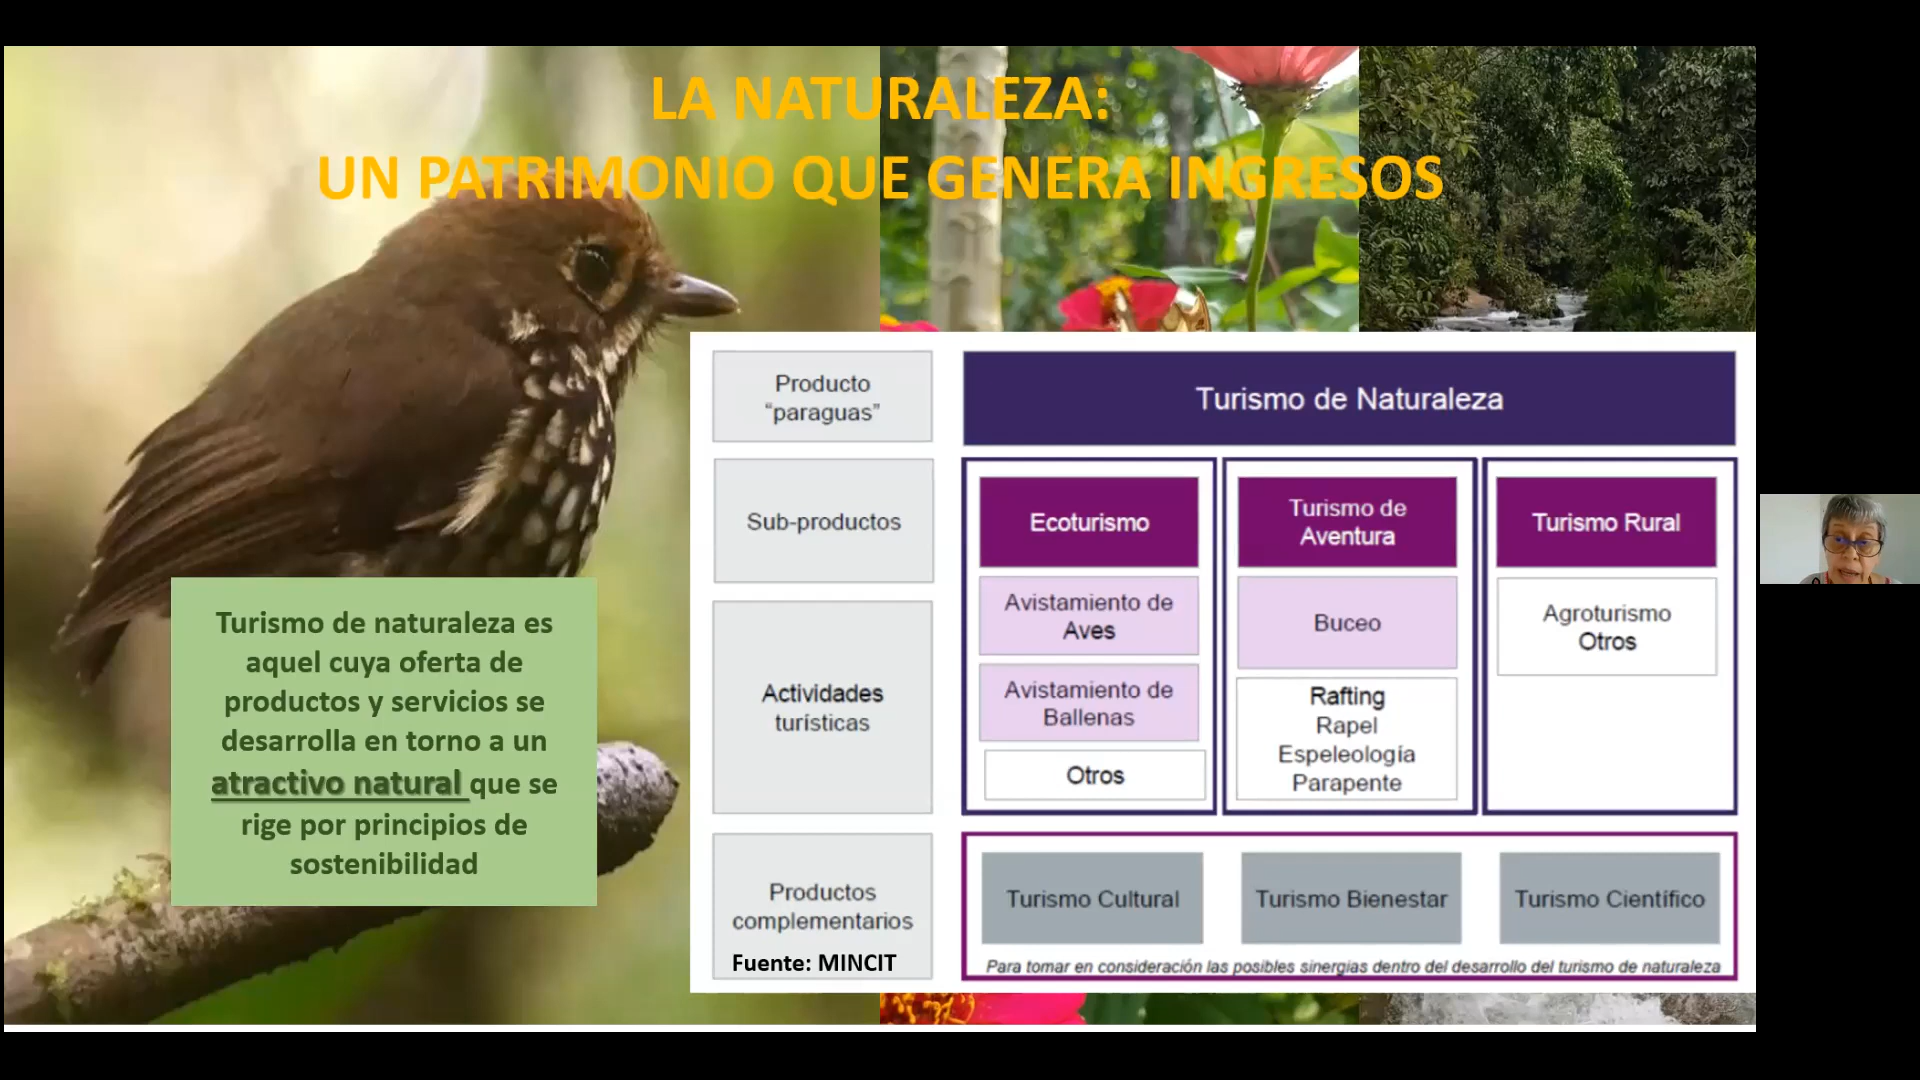 LA NATURALEZA:
UN PATRIMONIO QUE GENERA INGRESOS
Turismo de naturaleza es
aquel cuya oferta de
productos y servicios se
desarrolla en torno a un
atractivo natural que se
rige por principios de
sostenibilidad
Producto
“paraguas”
Turismo de Naturaleza
Sub-productos
Ecoturismo
Turismo de
Aventura
Turismo Rural
Actividades
turísticas
Avistamiento de
Aves
Avistamiento de
Ballenas
Otros
Buceo
Rafting
Rapel
Espeleología
Parapente
Agroturismo
Otros
Productos
complementarios
Fuente: MINCIT
Turismo Cultural
Turismo Bienestar
Turismo Científico
Para tomar en consideración las posibles sinergias dentro del desarrollo del turismo de naturaleza